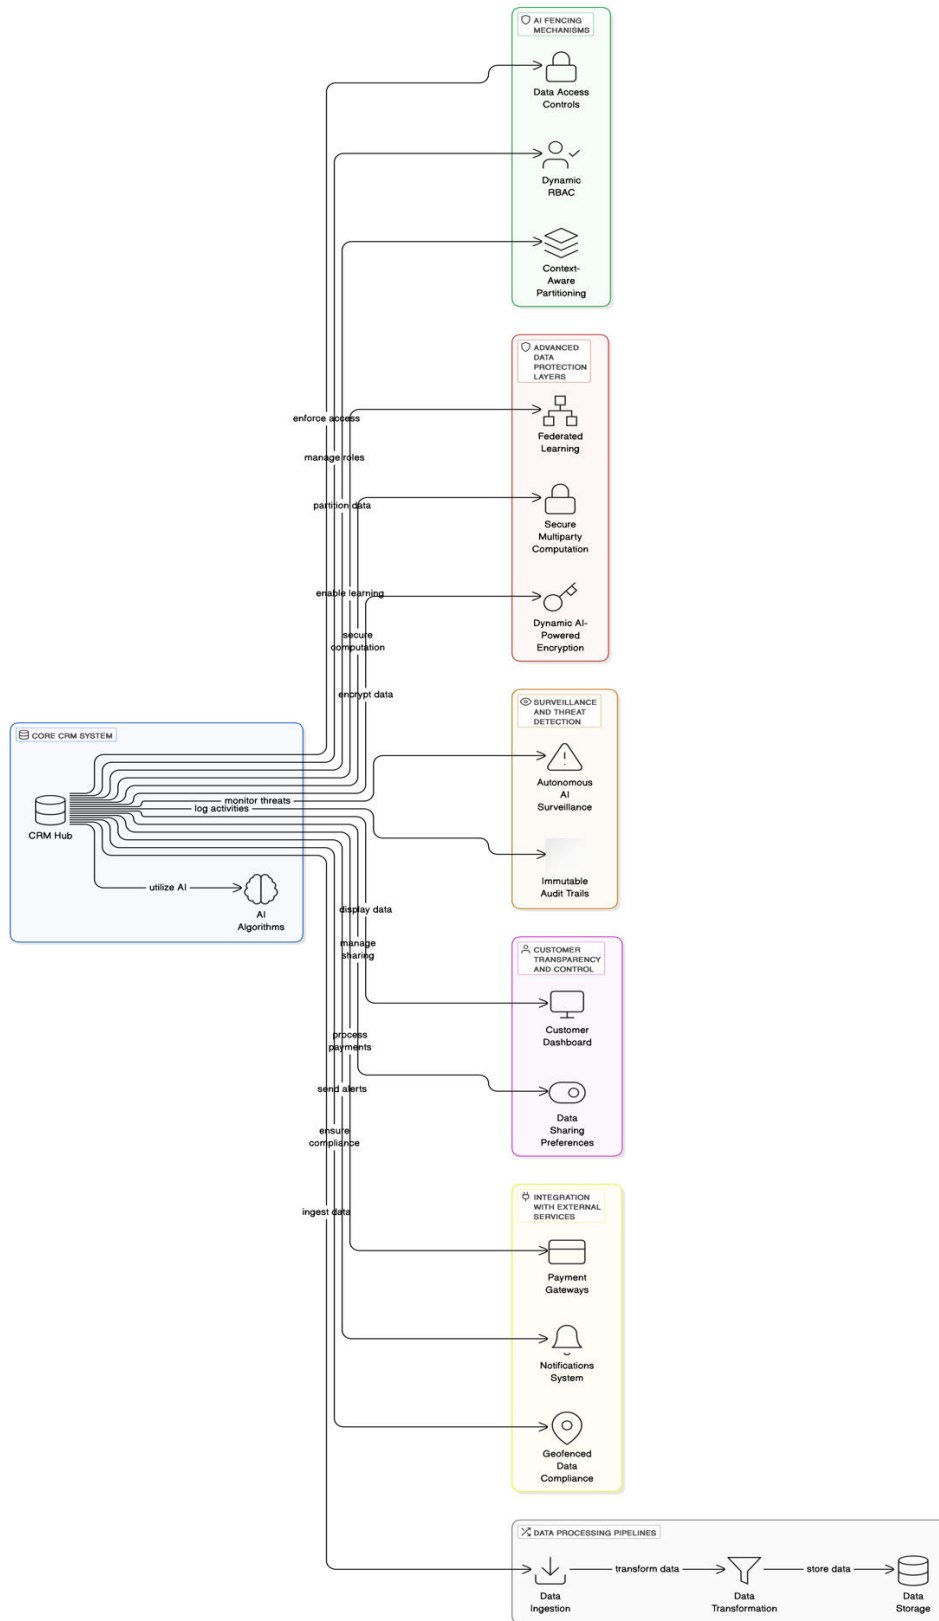 AI FENCING
MECHANISMS
Data Access
Controls
Dynamic
RBAC
Context-
Aware
Partitioning
ADVANCED
DATA
PROTECTION
LAYERS
enforce access
Federated
Learning
manage roles
partition data
Secure
Multiparty
Computation
enable learning
Dynamic AI-
Powered
Encryption
secure
computation
encrypt data
SURVEILLANCE
AND THREAT
DETECTION
CORE CRM SYSTEM
Autonomous
AI
Surveillance
monitor threats
log activities
CRM Hub
utilize AI
AI
Algorithms
Immutable
Audit Trails
display data
manage
sharing
CUSTOMER
TRANSPARENCY
AND CONTROL
Customer
Dashboard
process
payments
send alerts
Data
Sharing
Preferences
ensure
compliance
INTEGRATION
WITH EXTERNAL
SERVICES
ingest data
Payment
Gateways
Notifications
System
Geofenced
Data
Compliance
DATA PROCESSING PIPELINES
transform data
store data
Data
Ingestion
Data
Transformation
Data
Storage